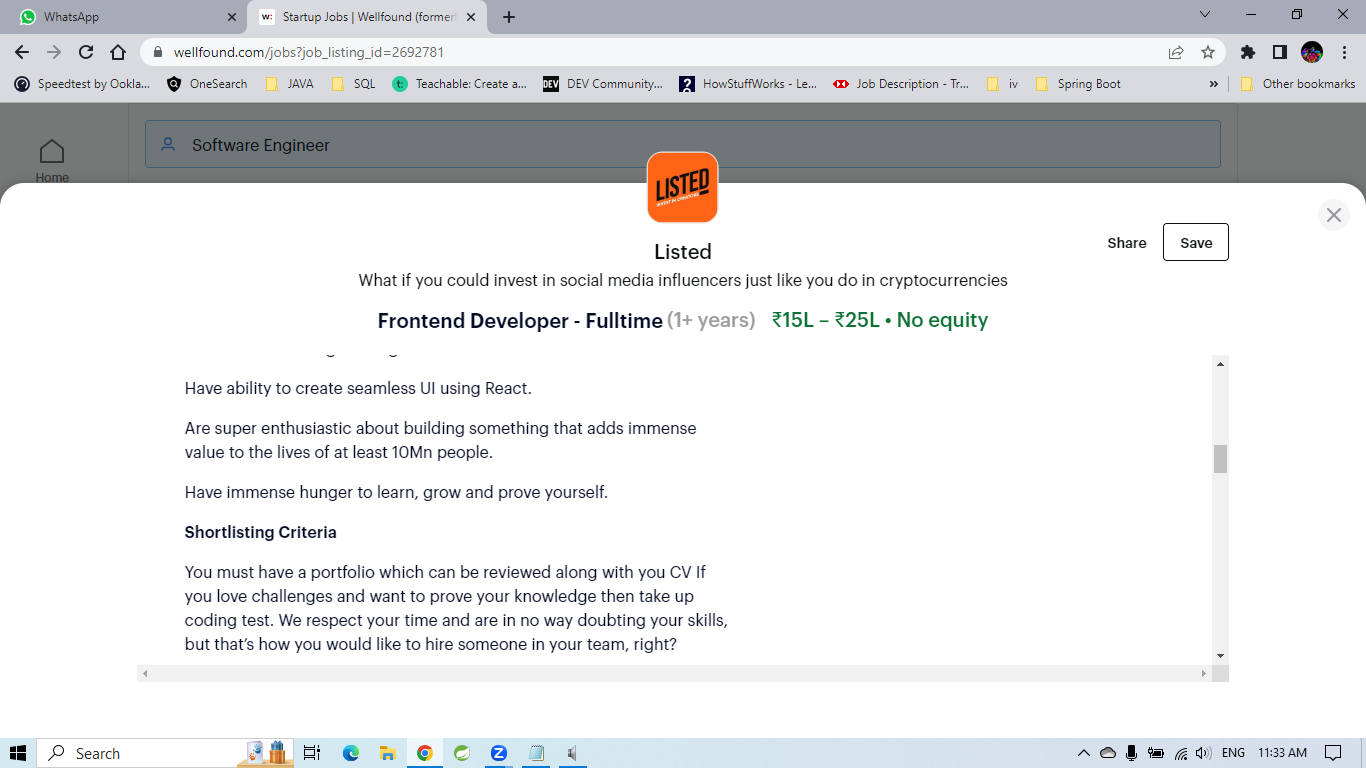 WhatsApp
Startup Jobs | Wellfound (former
wellfound.com/jobs?job_listing_id=2692781
Speedtest by Ookla...
OneSearch
JAVA
SQL
Teachable: Create a...
DEV
DEV Community...
HowStuffWorks - Le...
Job Description - Tr...
iv
Spring Boot
»
Other bookmarks
Home
Software Engineer
LISTED
INVEST IN CREATORS
Listed
Share
Save
What if you could invest in social media influencers just like you do in cryptocurrencies
Frontend Developer - Fulltime (1+ years) ₹15L – ₹25L • No equity
Have ability to create seamless UI using React.
Are super enthusiastic about building something that adds immense
value to the lives of at least 10Mn people.
Have immense hunger to learn, grow and prove yourself.
Shortlisting Criteria
You must have a portfolio which can be reviewed along with you CV If
you love challenges and want to prove your knowledge then take up
coding test. We respect your time and are in no way doubting your skills,
but that’s how you would like to hire someone in your team, right?
Search
ENG
11:33 AM